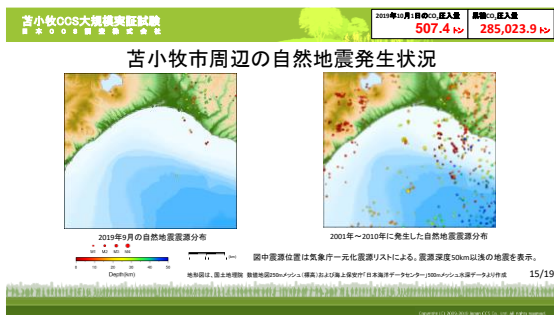 苫小牧CCS大規模実証試験
日本CCS調査株式会社
2019年10月1日のCO₂圧入量
507.4 トン
累積CO₂圧入量
285,023.9 トン
苫小牧市周辺の自然地震発生状況
2019年9月の自然地震震源分布
2001年～2010年に発生した自然地震震源分布
M1 M2 M3 M4
0 10 20 30 40 50
Depth(km)
図中震源位置は気象庁一元化震源リストによる。震源深度50km以浅の地震を表示。
地形図は、国土地理院 数値地図250mメッシュ(標高)および海上保安庁「日本海洋データセンター」500mメッシュ水深データより作成
15/19